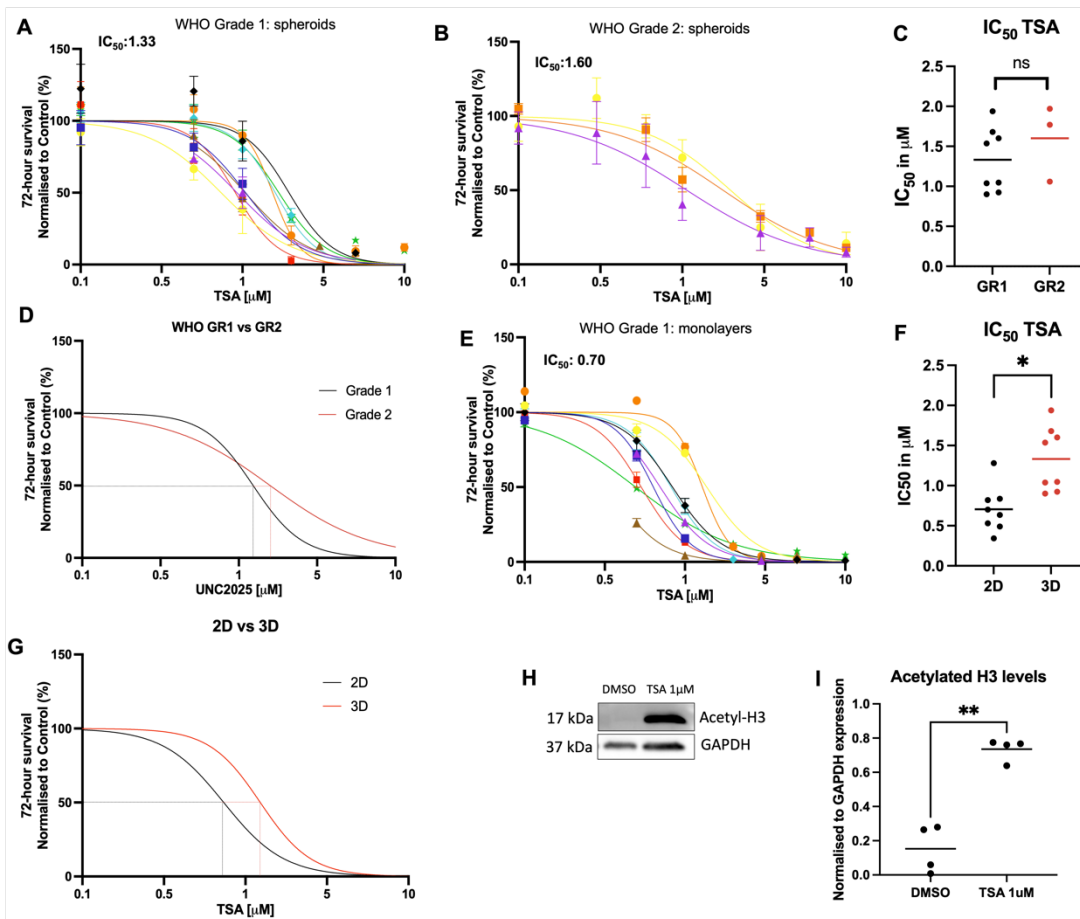 A
WHO Grade 1: spheroids
IC50:1.33
72-hour survival
Normalised to Control (%)
150
100
50
0
0.1
0.5
1
5
10
TSA [μM]
B
WHO Grade 2: spheroids
IC50:1.60
72-hour survival
Normalised to Control (%)
150
100
50
0
0.1
0.5
1
5
10
TSA [μM]
C
IC50 TSA
ns
IC50 in μM
2.5
2.0
1.5
1.0
0.5
0.0
GR1
GR2
D
WHO GR1 vs GR2
Grade 1
Grade 2
72-hour survival
Normalised to Control (%)
150
100
50
0
0.1
0.5
1
5
10
UNC2025 [μM]
E
WHO Grade 1: monolayers
IC50: 0.70
72-hour survival
Normalised to Control (%)
150
100
50
0
0.1
0.5
1
5
10
TSA [μM]
F
IC50 TSA
*
IC50 in μM
2.5
2.0
1.5
1.0
0.5
0.0
2D
3D
G
2D vs 3D
2D
3D
72-hour survival
Normalised to Control (%)
150
100
50
0
0.1
0.5
1
5
10
TSA [μM]
H
DMSO
TSA 1μM
17 kDa
Acetyl-H3
37 kDa
GAPDH
I
Acetylated H3 levels
**
Normalised to GAPDH expression
1.0
0.8
0.6
0.4
0.2
0.0
DMSO
TSA 1uM